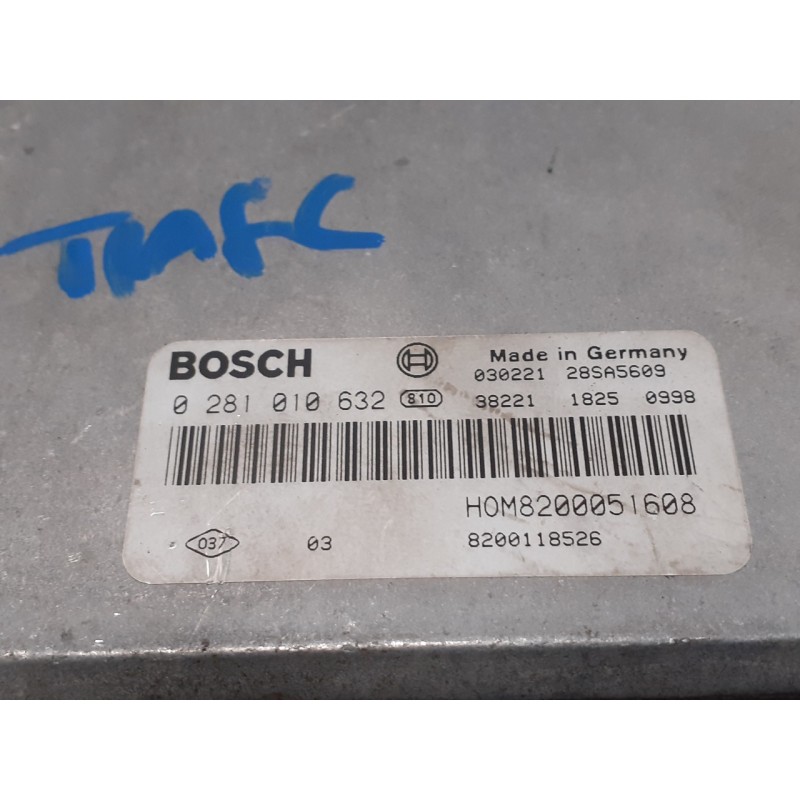 TRAFC
BOSCH
Made in Germany
030221 28SA5609
0 281 010 632 810 38221 1825 0998
HOM8200051608
037 03 8200118526